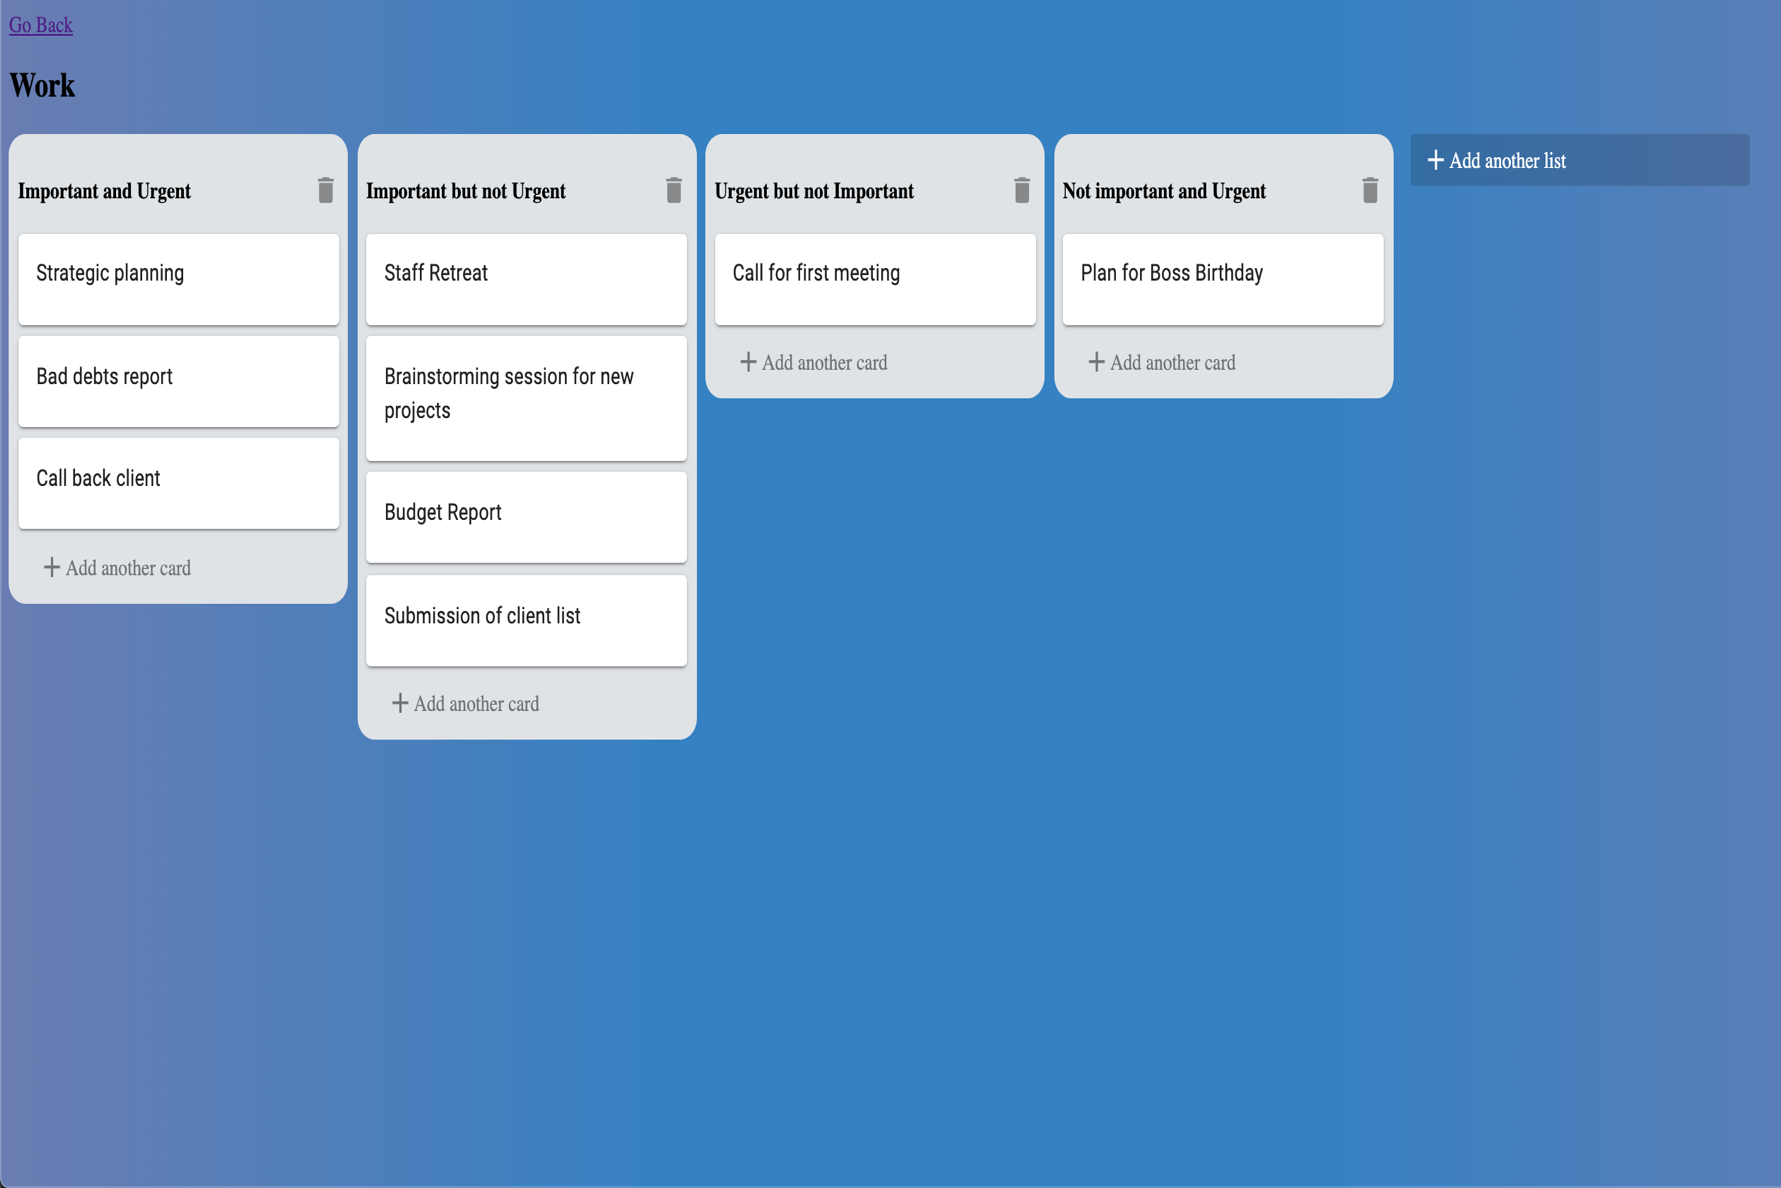 Go Back
Work
Important and Urgent
Strategic planning
Bad debts report
Call back client
Add another card
Important but not Urgent
Staff Retreat
Brainstorming session for new
projects
Budget Report
Submission of client list
Add another card
Urgent but not Important
Call for first meeting
Add another card
Not important and Urgent
Plan for Boss Birthday
Add another card
Add another list